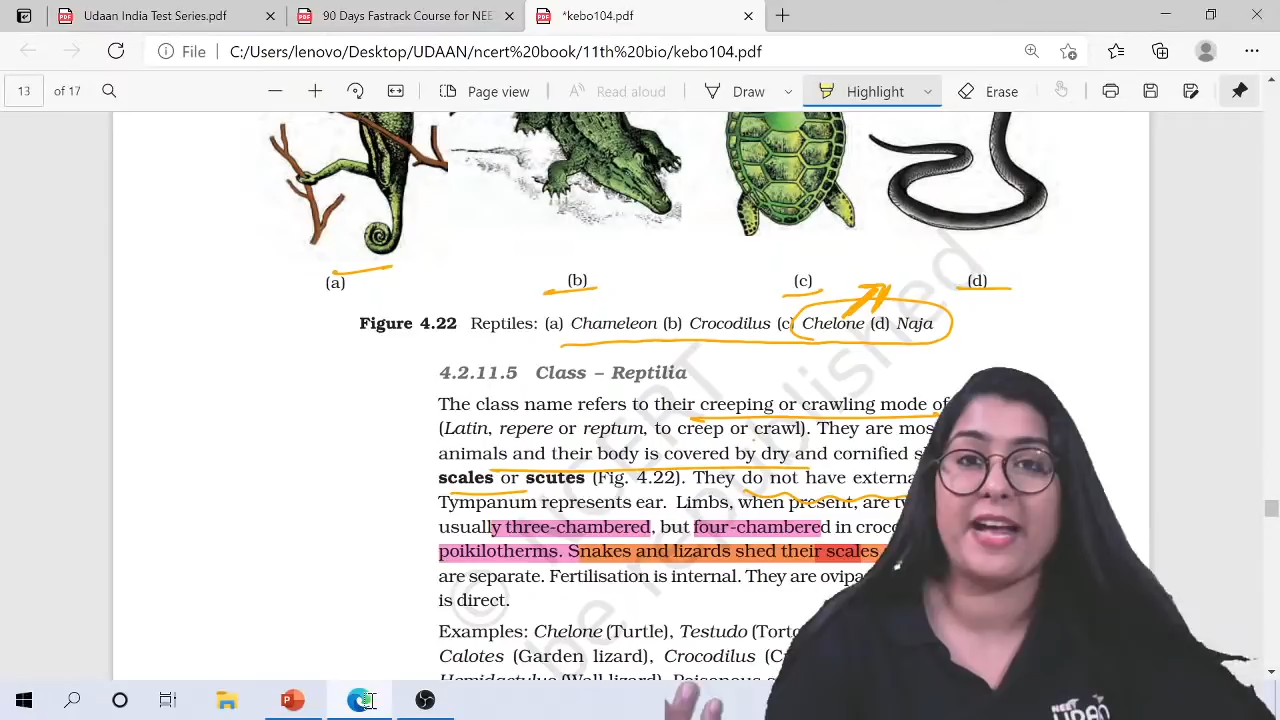 Udaan India Test Series.pdf
90 Days Fastrack Course for NEE
*kebo104.pdf
File C:/Users/lenovo/Desktop/UDAAN/ncert%20book/11th%20bio/kebo104.pdf
13 of 17 Page view Read aloud Draw Highlight Erase
(a) (b) (c) (d)
Figure 4.22 Reptiles: (a) Chameleon (b) Crocodilus (c) Chelone (d) Naja
4.2.11.5 Class – Reptilia
The class name refers to their creeping or crawling mode of
(Latin, repere or reptum, to creep or crawl). They are mos
animals and their body is covered by dry and cornified s
scales or scutes (Fig. 4.22). They do not have externa
Tympanum represents ear. Limbs, when present, are tw
usually three-chambered, but four-chambered in croco
poikilotherms. Snakes and lizards shed their scales
are separate. Fertilisation is internal. They are ovipa
is direct.
Examples: Chelone (Turtle), Testudo (Torto
Calotes (Garden lizard), Crocodilus (C
Hemidactylus (Wall lizard), Poisonous
© NCERT
be republished
NEET
UDAAN